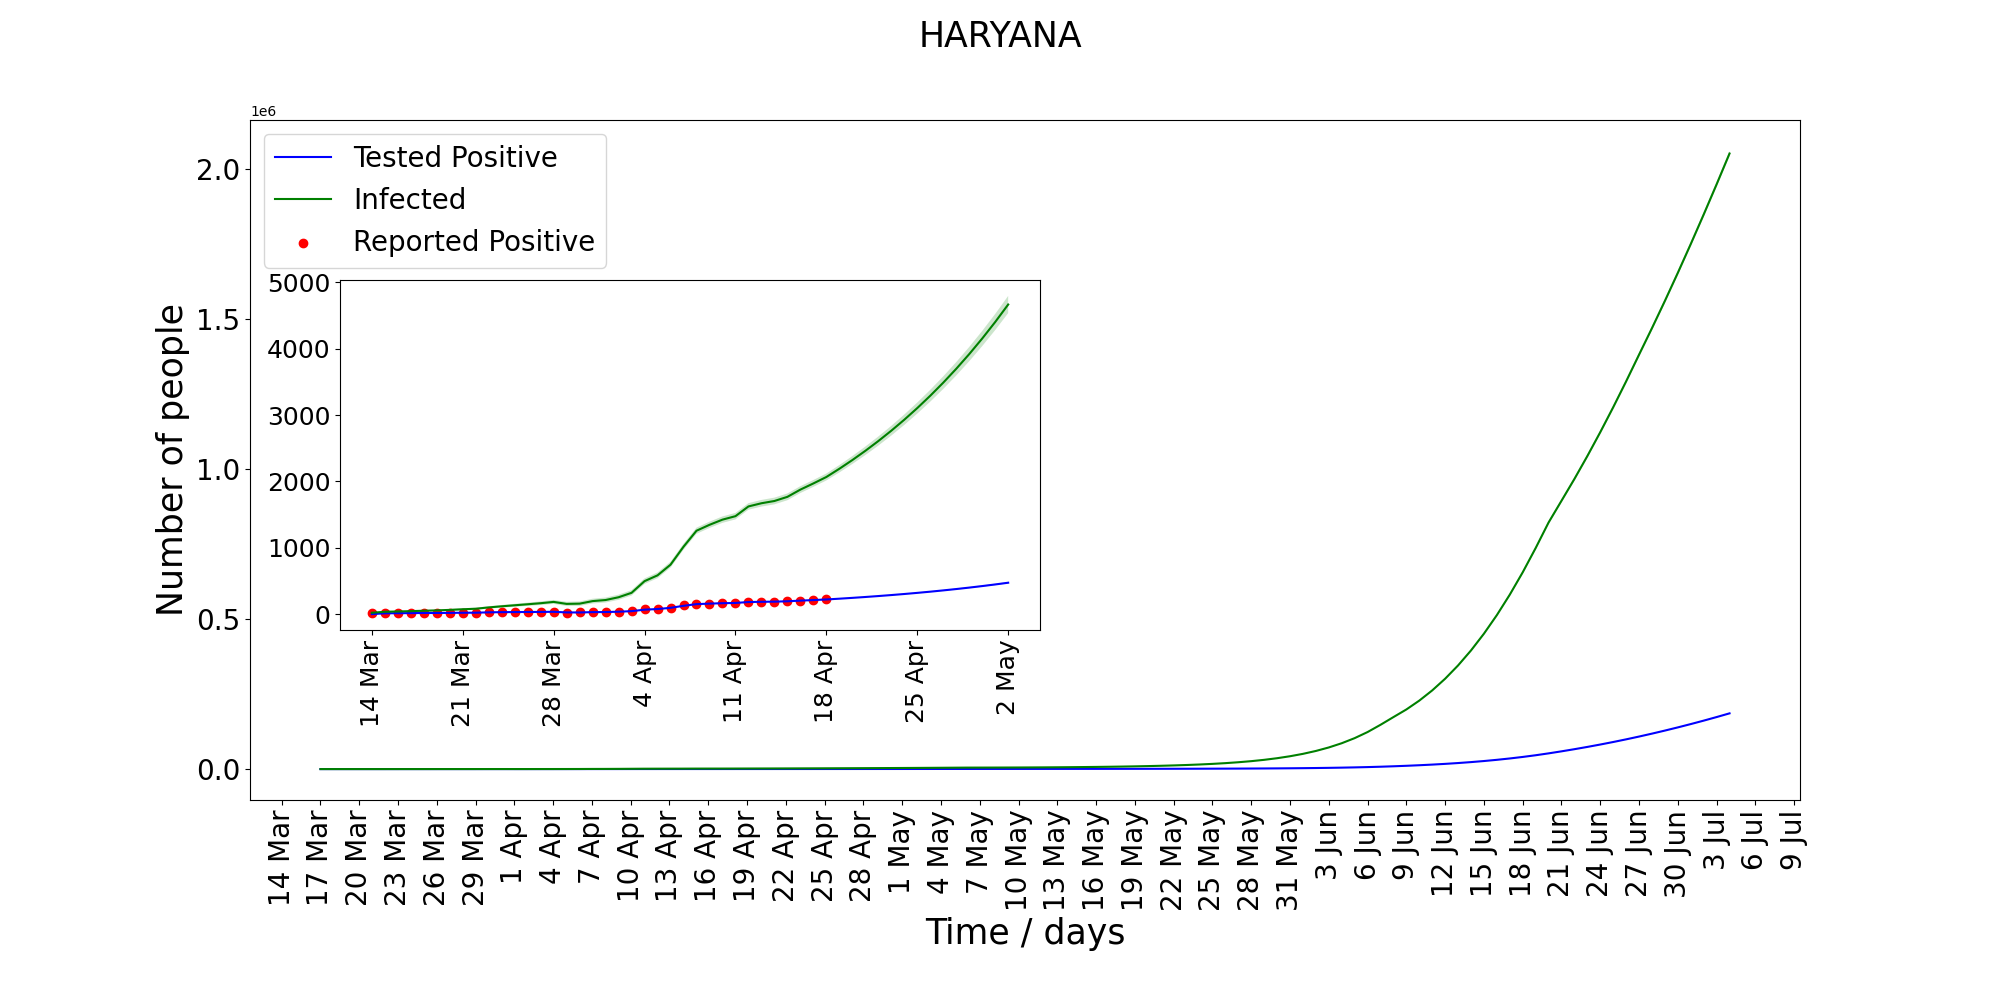 HARYANA
1e6
Tested Positive
Infected
Reported Positive
2.0
1.5
1.0
0.5
0.0
Number of people
5000
4000
3000
2000
1000
0
14 Mar
21 Mar
28 Mar
4 Apr
11 Apr
18 Apr
25 Apr
2 May
14 Mar
17 Mar
20 Mar
23 Mar
26 Mar
29 Mar
1 Apr
4 Apr
7 Apr
10 Apr
13 Apr
16 Apr
19 Apr
22 Apr
25 Apr
28 Apr
1 May
4 May
7 May
10 May
13 May
16 May
19 May
22 May
25 May
28 May
31 May
3 Jun
6 Jun
9 Jun
12 Jun
15 Jun
18 Jun
21 Jun
24 Jun
27 Jun
30 Jun
3 Jul
6 Jul
9 Jul
Time / days